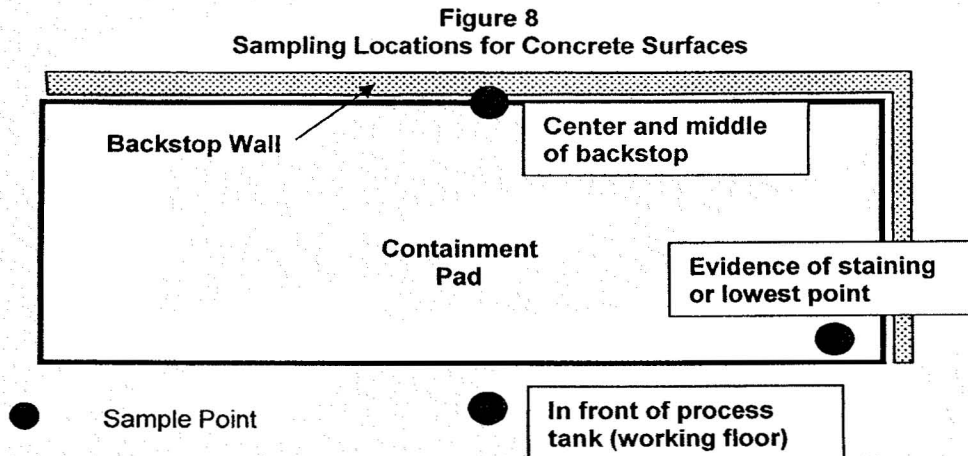 Figure 8
Sampling Locations for Concrete Surfaces
Backstop Wall
Center and middle
of backstop
Containment
Pad
Evidence of staining
or lowest point
Sample Point
In front of process
tank (working floor)